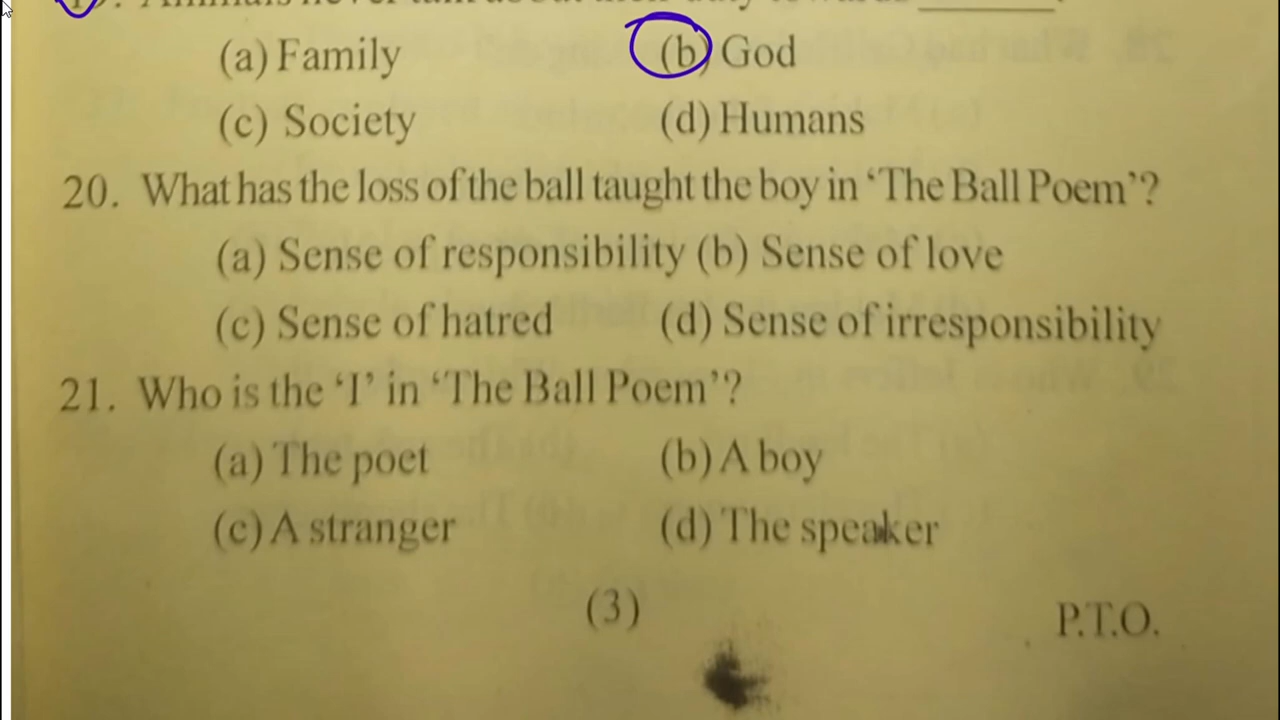 (a) Family (b) God
(c) Society (d) Humans
20. What has the loss of the ball taught the boy in ‘The Ball Poem’?
(a) Sense of responsibility (b) Sense of love
(c) Sense of hatred (d) Sense of irresponsibility
21. Who is the ‘I’ in ‘The Ball Poem’?
(a) The poet (b) A boy
(c) A stranger (d) The speaker
(3) P.T.O.